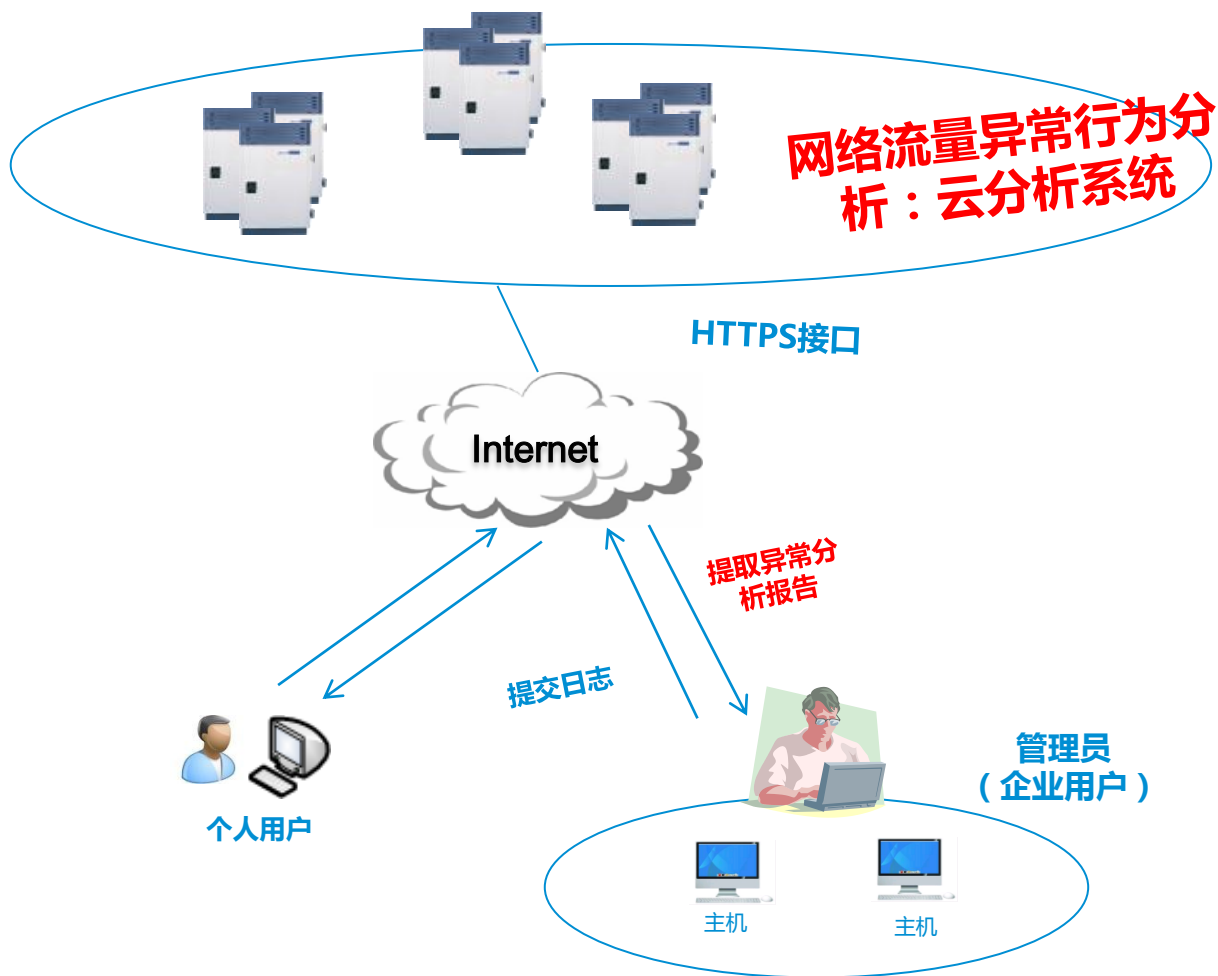 网络流量异常行为分
析：云分析系统
HTTPS接口
Internet
提取异常分
析报告
提交日志
管理员
（企业用户）
个人用户
主机
主机